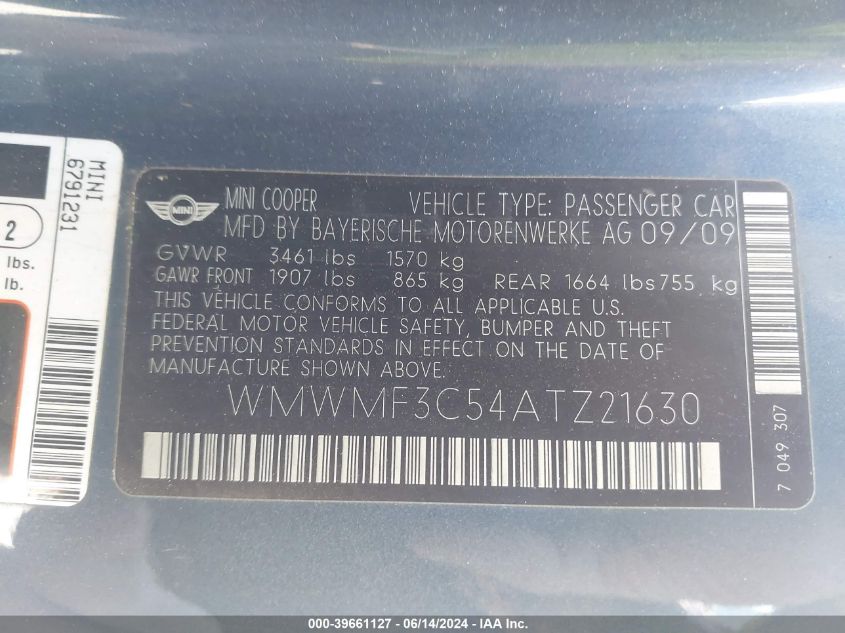 MINI
6791231
2
lbs.
lb.
MINI
MINI COOPER VEHICLE TYPE: PASSENGER CAR
MFD BY BAYERISCHE MOTORENWERKE AG 09/09
GVWR 3461 lbs 1570 kg
GAWR FRONT 1907 lbs 865 kg REAR 1664 lbs 755 kg
THIS VEHICLE CONFORMS TO ALL APPLICABLE U.S.
FEDERAL MOTOR VEHICLE SAFETY, BUMPER AND THEFT
PREVENTION STANDARDS IN EFFECT ON THE DATE OF
MANUFACTURE SHOWN ABOVE.
WMWMF3C54ATZ21630
7 049 307
000-39661127 - 06/14/2024 - IAA Inc.